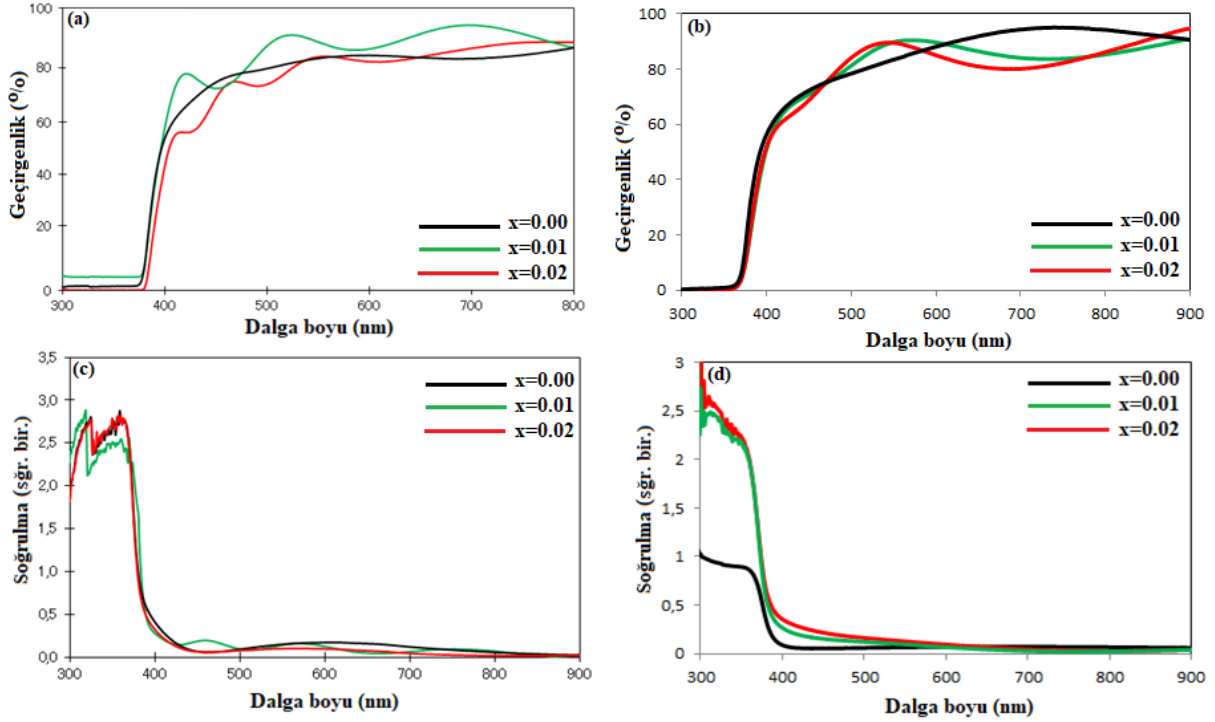 (a)
Geçirgenlik (%)
100
80
60
40
20
0
x=0.00
x=0.01
x=0.02
300 400 500 600 700 800
Dalga boyu (nm)
(b)
Geçirgenlik (%)
100
80
60
40
20
0
x=0.00
x=0.01
x=0.02
300 400 500 600 700 800 900
Dalga boyu (nm)
(c)
Soğrulma (sğr. bir.)
3,5
3,0
2,5
2,0
1,5
1,0
0,5
0,0
x=0.00
x=0.01
x=0.02
300 400 500 600 700 800 900
Dalga boyu (nm)
(d)
Soğrulma (sğr. bir.)
3
2,5
2
1,5
1
0,5
0
x=0.00
x=0.01
x=0.02
300 400 500 600 700 800 900
Dalga boyu (nm)